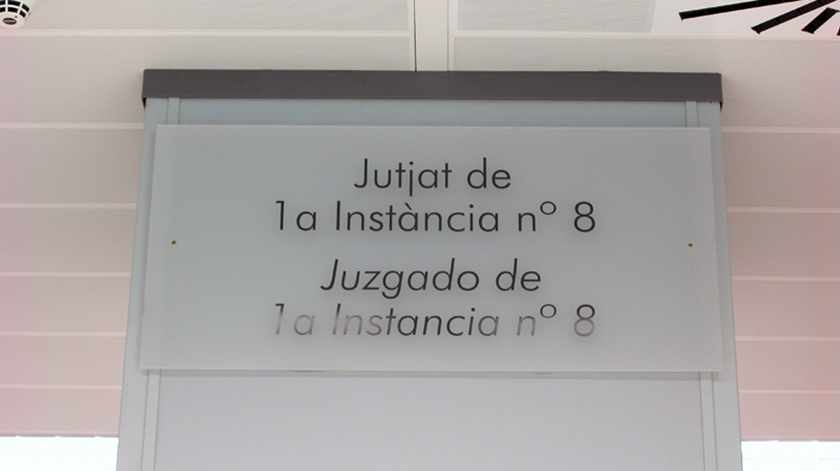 Jutjat de
1a Instància nº 8
Juzgado de
1a Instancia nº 8